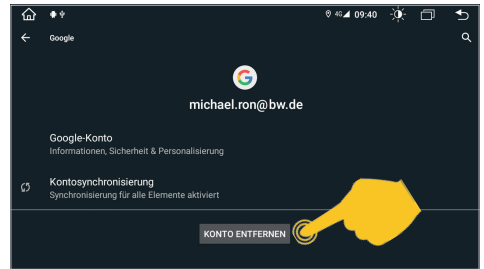 4G 09:40
Google
G
michael.ron@bw.de
Google-Konto
Informationen, Sicherheit & Personalisierung
Kontosynchronisierung
Synchronisierung für alle Elemente aktiviert
KONTO ENTFERNEN